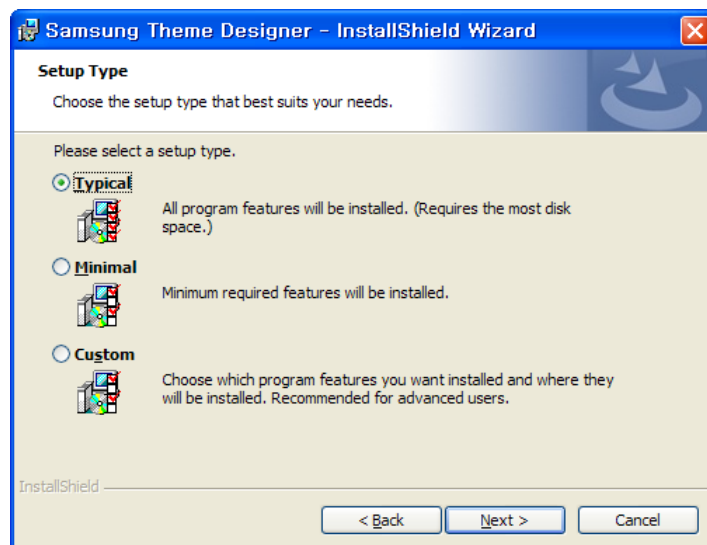 Samsung Theme Designer - InstallShield Wizard
Setup Type
Choose the setup type that best suits your needs.
Please select a setup type.
Typical
All program features will be installed. (Requires the most disk
space.)
Minimal
Minimum required features will be installed.
Custom
Choose which program features you want installed and where they
will be installed. Recommended for advanced users.
InstallShield
< Back Next > Cancel